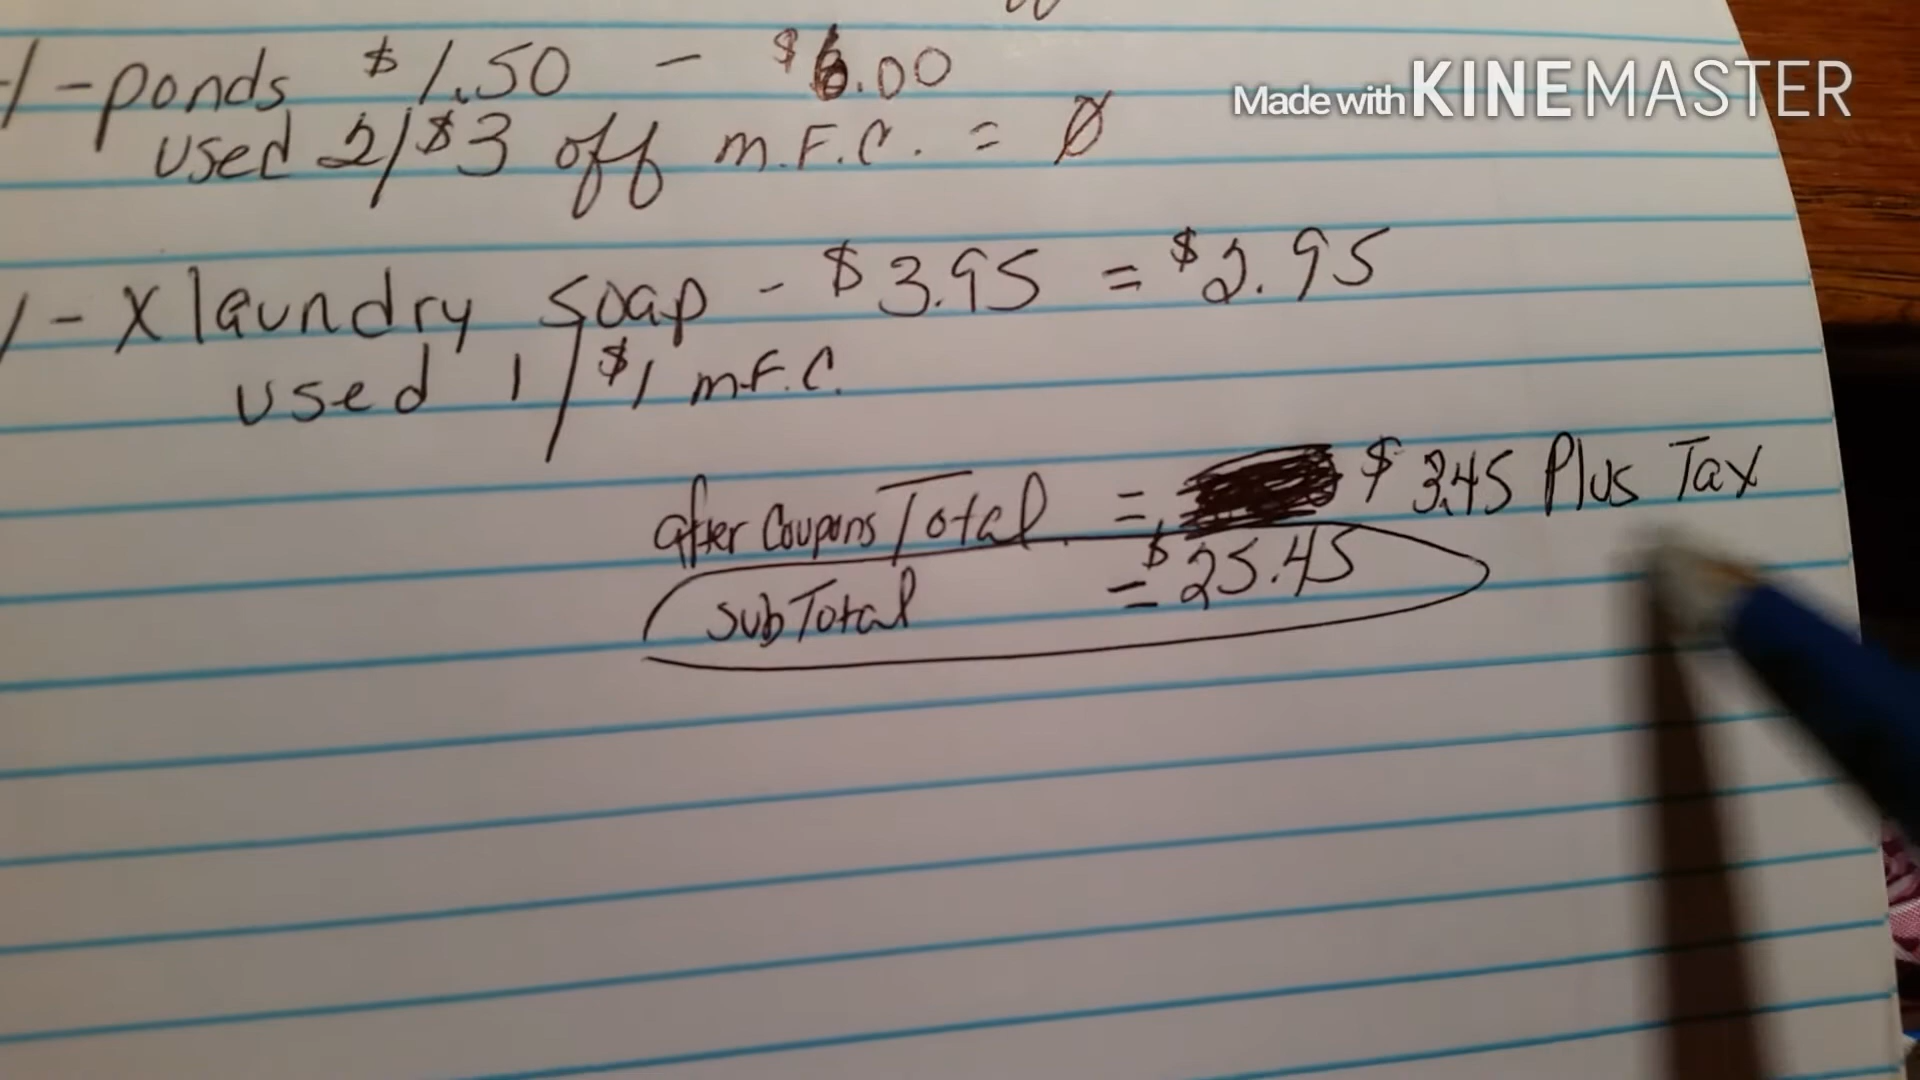 -1-ponds $1.50 - $6.00
Made with KINEMASTER
used 2/$3 off m.F.C. = Ø
1-X laundry soap - $3.95 = $2.95
used 1/$1 m.F.C.
after Coupons Total = $3.45 Plus Tax
SubTotal = $25.45